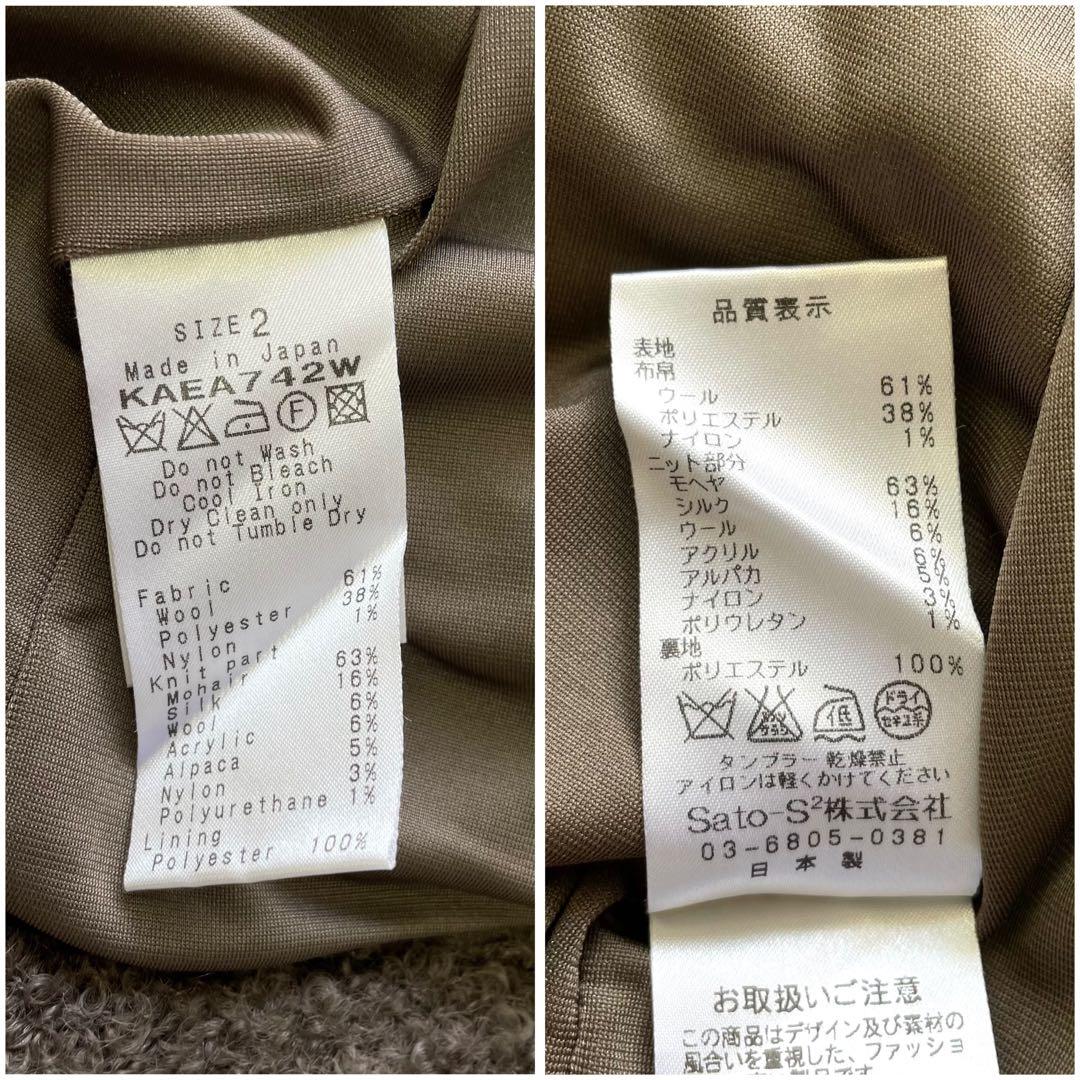 SIZE 2
Made in Japan
KAEA742W
F
Do not Wash
Do not Bleach
Cool Iron
Dry Clean only
Do not Tumble Dry
Fabric
Wool 61%
Polyester 38%
Nylon 1%
Knit part
Mohair 63%
Silk 16%
Wool 6%
Acrylic 6%
Alpaca 5%
Nylon 3%
Polyurethane 1%
Lining
Polyester 100%
品質表示
表地
布帛
ウール 61%
ポリエステル 38%
ナイロン 1%
ニット部分
モヘヤ 63%
シルク 16%
ウール 6%
アクリル 6%
アルパカ 5%
ナイロン 3%
ポリウレタン 1%
裏地
ポリエステル 100%
エンソサラシ 低 ドライ セキユ系
タンブラー乾燥禁止
アイロンは軽くかけてください
Sato-S²株式会社
03-6805-0381
日本製
お取扱いご注意
この商品はデザイン及び素材の
風合いを重視した、ファッショ